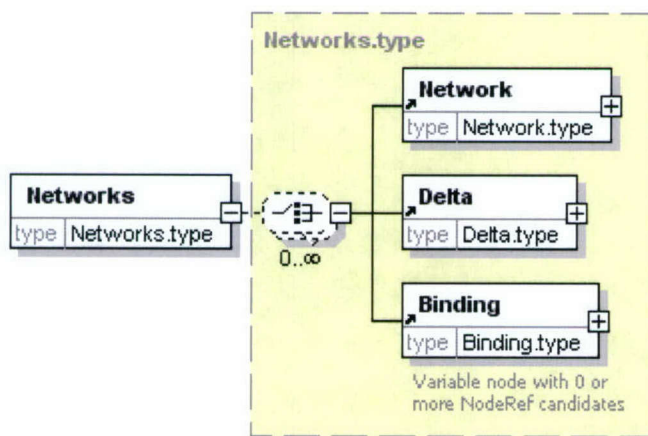 Networks.type
Network
type Network.type
Networks
type Networks.type
0..∞
Delta
type Delta.type
Binding
type Binding.type
Variable node with 0 or
more NodeRef candidates